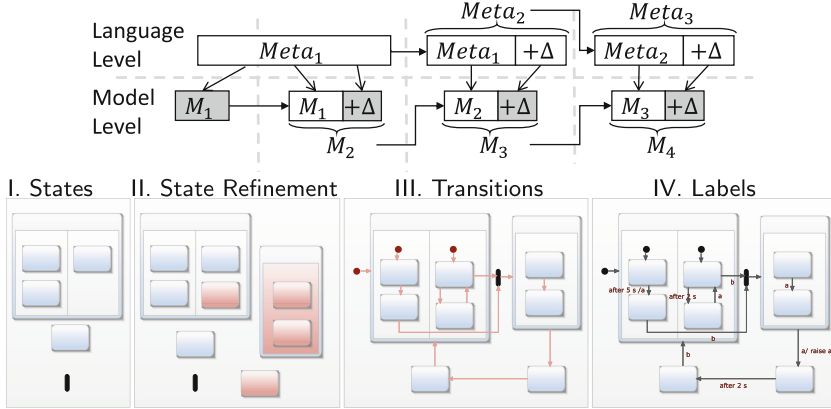 Language Level
Meta₁
Meta₂
Meta₁ +Δ
Meta₃
Meta₂ +Δ
Model Level
M₁
M₁ +Δ
M₂
M₂ +Δ
M₃
M₃ +Δ
M₄
I. States
II. State Refinement
III. Transitions
IV. Labels
after 5 s /a
after 2 s
a
b
a
b
a/ raise a
b
after 2 s